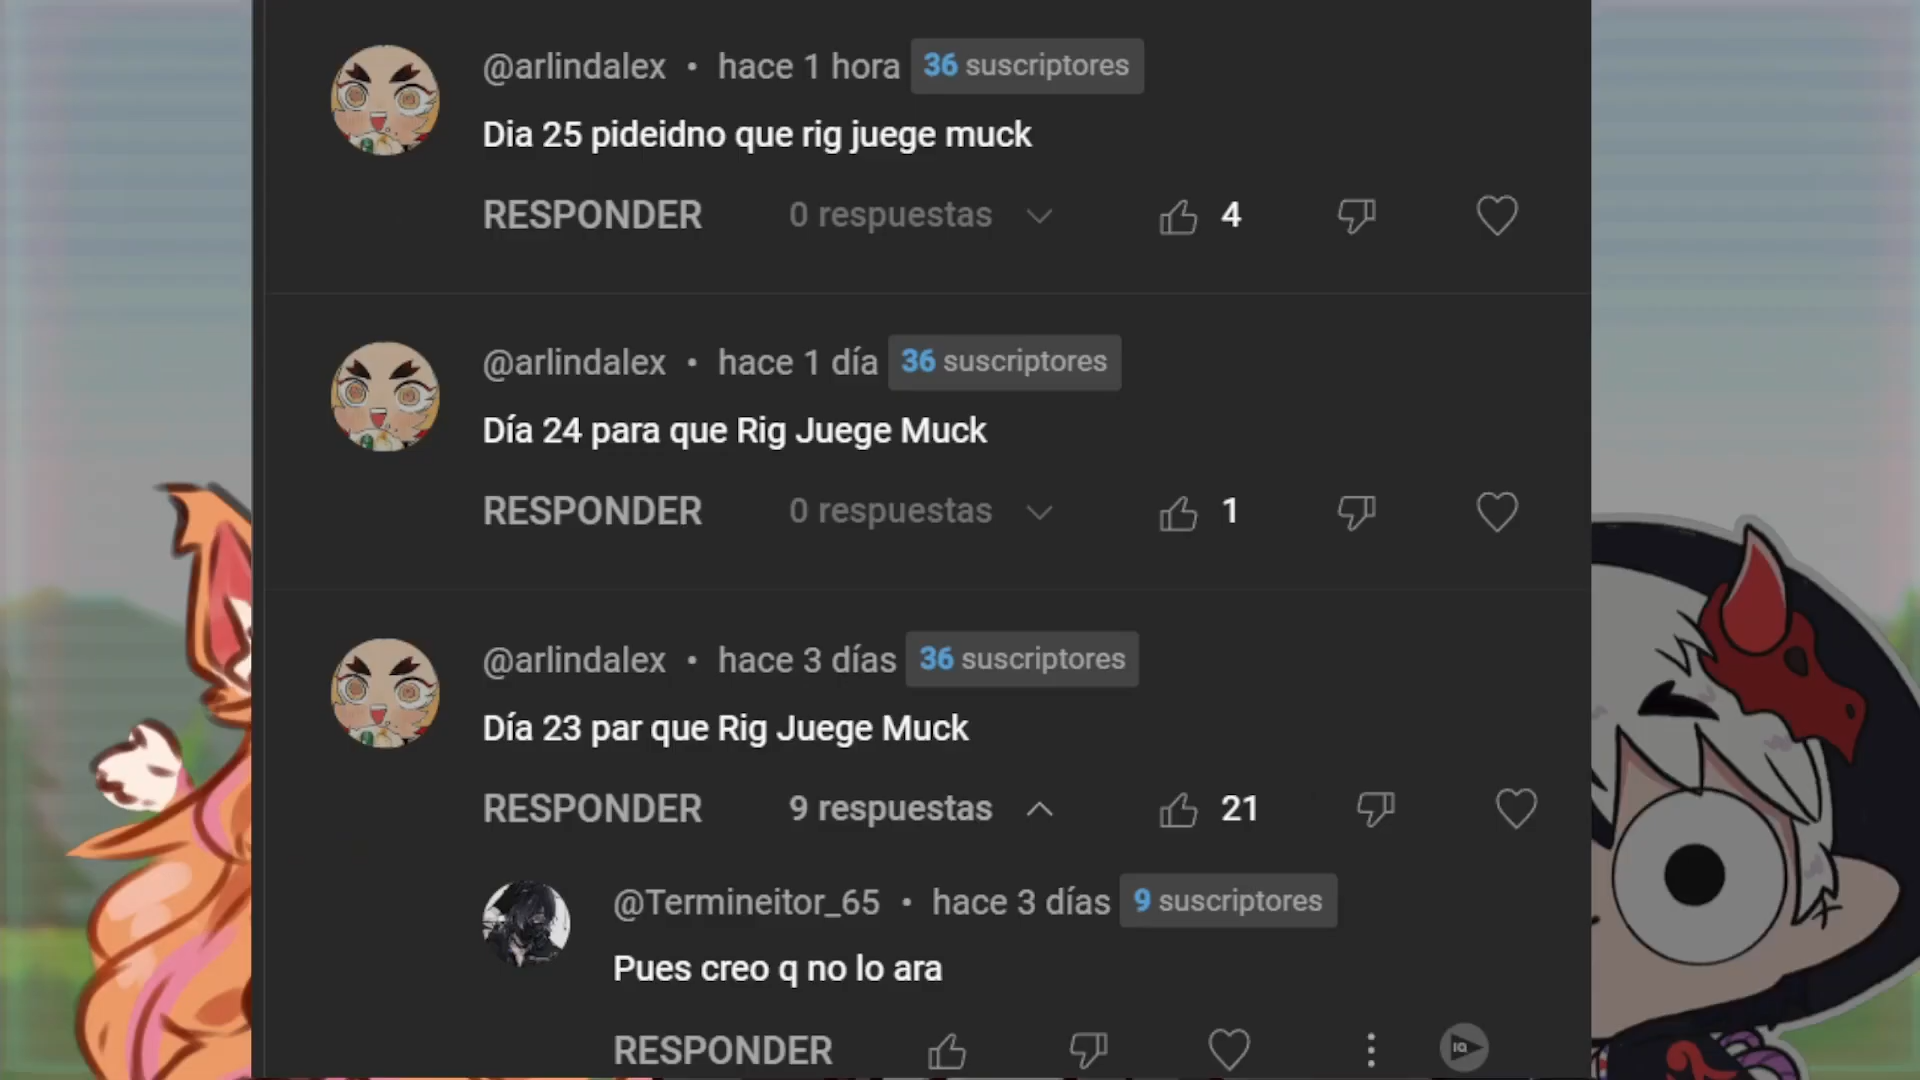 @arlindalex • hace 1 hora 36 suscriptores
Dia 25 pideidno que rig juege muck
RESPONDER 0 respuestas 4
@arlindalex • hace 1 día 36 suscriptores
Día 24 para que Rig Juege Muck
RESPONDER 0 respuestas 1
@arlindalex • hace 3 días 36 suscriptores
Día 23 par que Rig Juege Muck
RESPONDER 9 respuestas 21
@Termineitor_65 • hace 3 días 9 suscriptores
Pues creo q no lo ara
RESPONDER